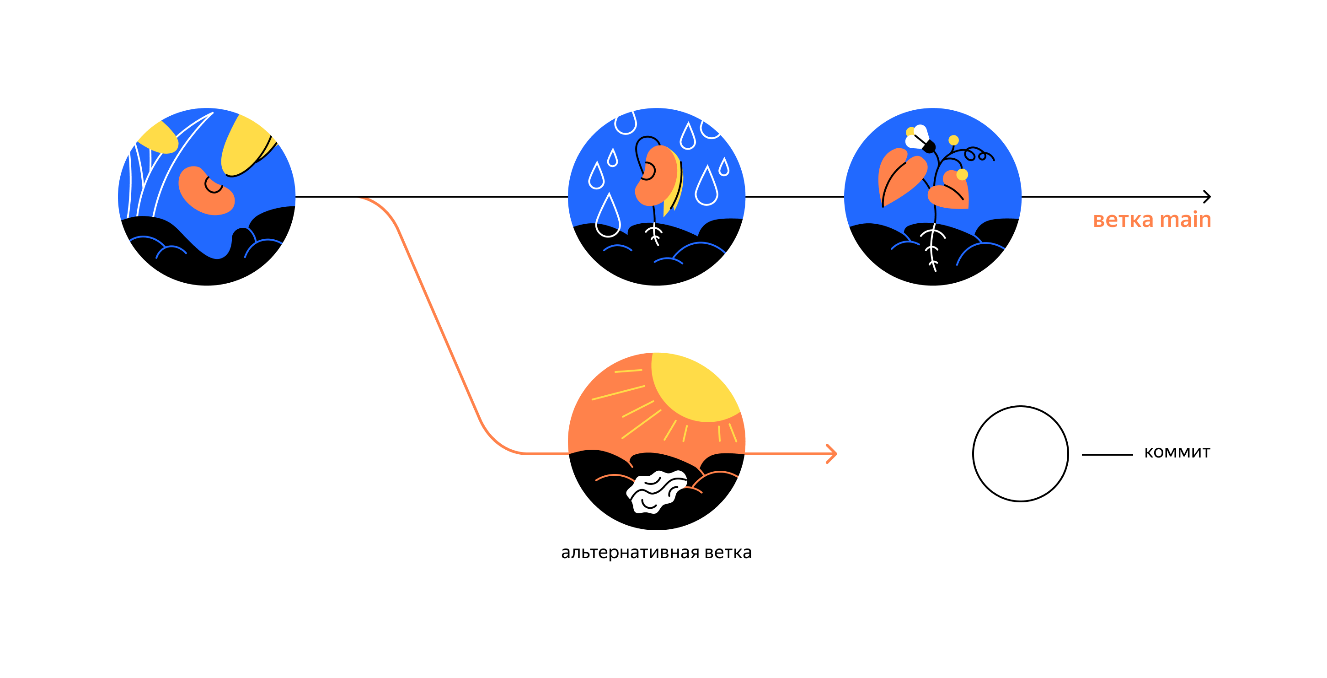 ветка main
коммит
альтернативная ветка